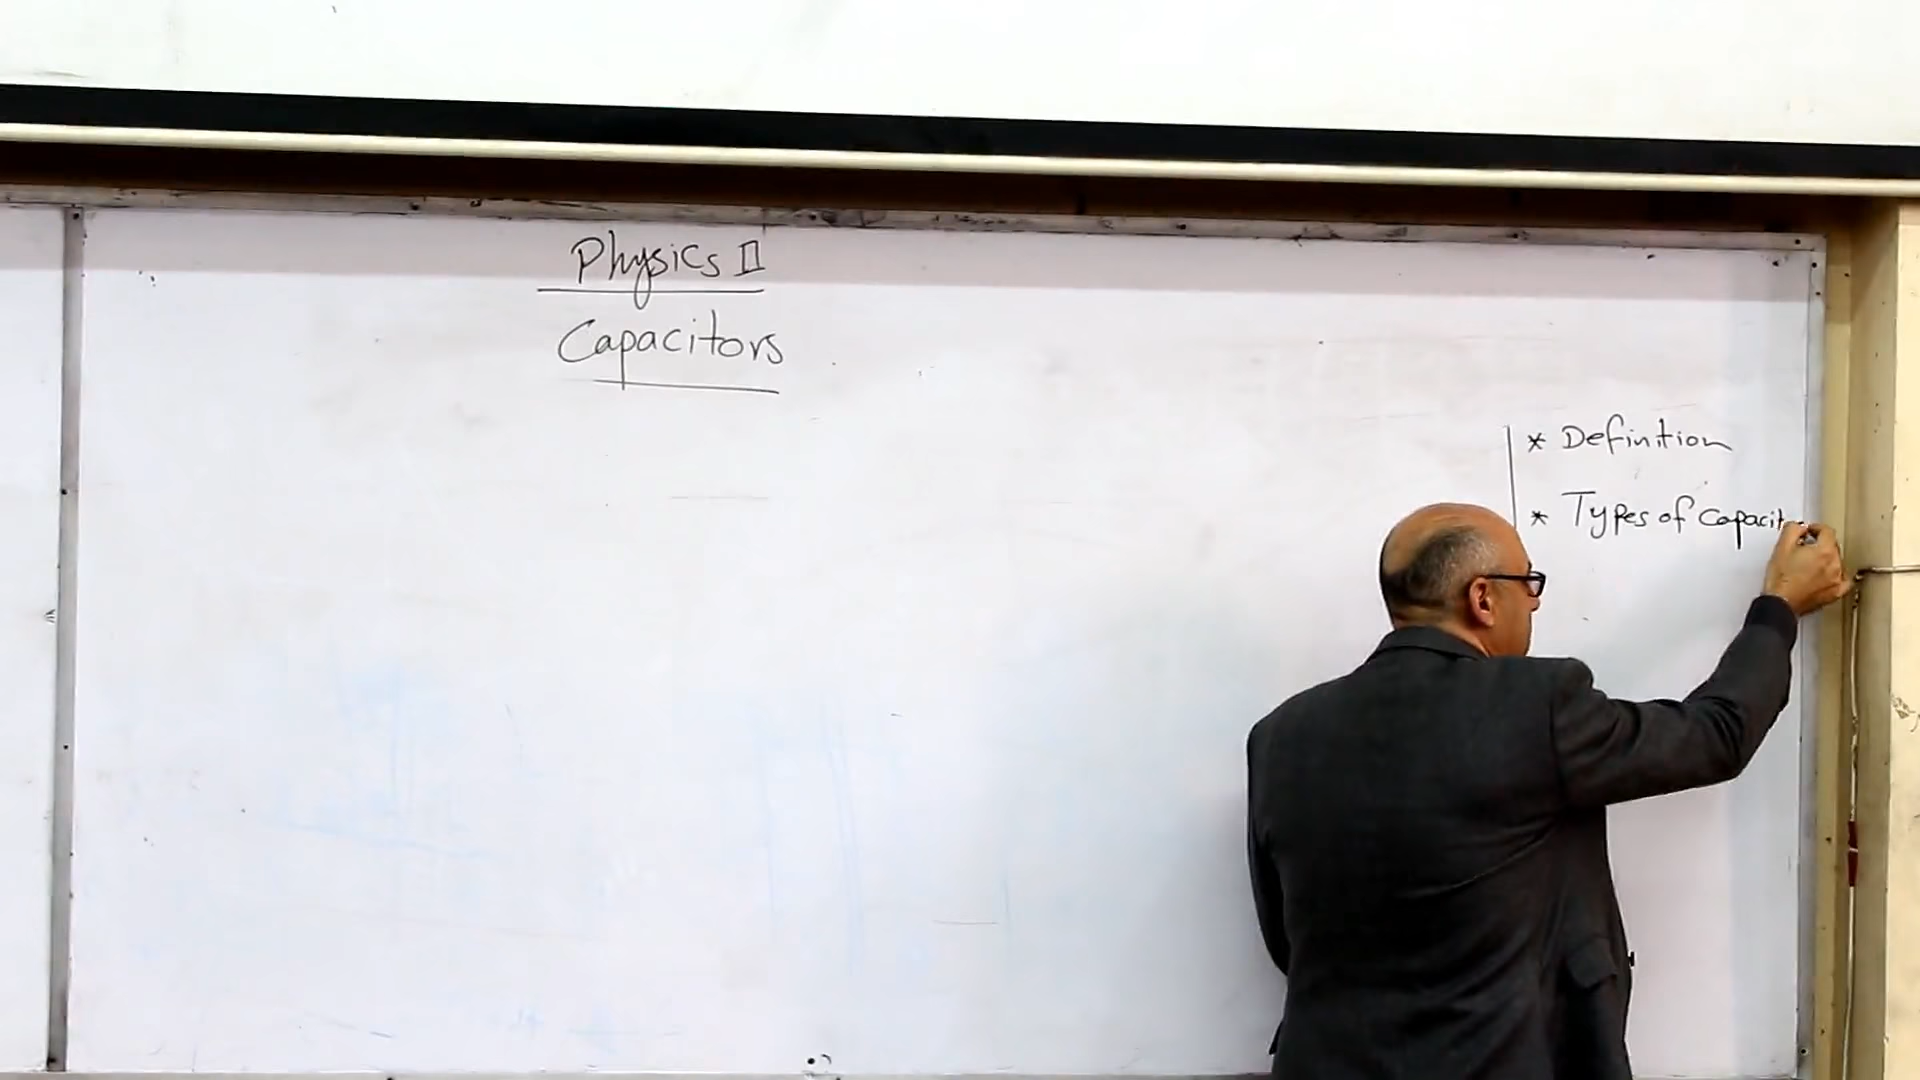 Physics II
Capacitors
* Definition
* Types of Capacit